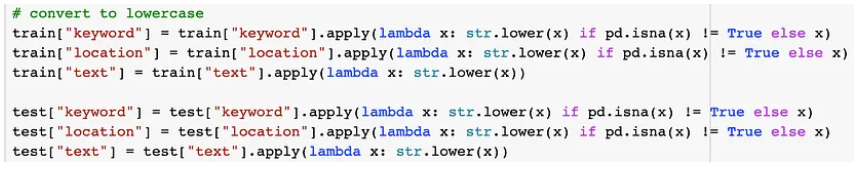 # convert to lowercase
train["keyword"] = train["keyword"].apply(lambda x: str.lower(x) if pd.isna(x) != True else x)
train["location"] = train["location"].apply(lambda x: str.lower(x) if pd.isna(x) != True else x)
train["text"] = train["text"].apply(lambda x: str.lower(x))
test["keyword"] = test["keyword"].apply(lambda x: str.lower(x) if pd.isna(x) != True else x)
test["location"] = test["location"].apply(lambda x: str.lower(x) if pd.isna(x) != True else x)
test["text"] = test["text"].apply(lambda x: str.lower(x))